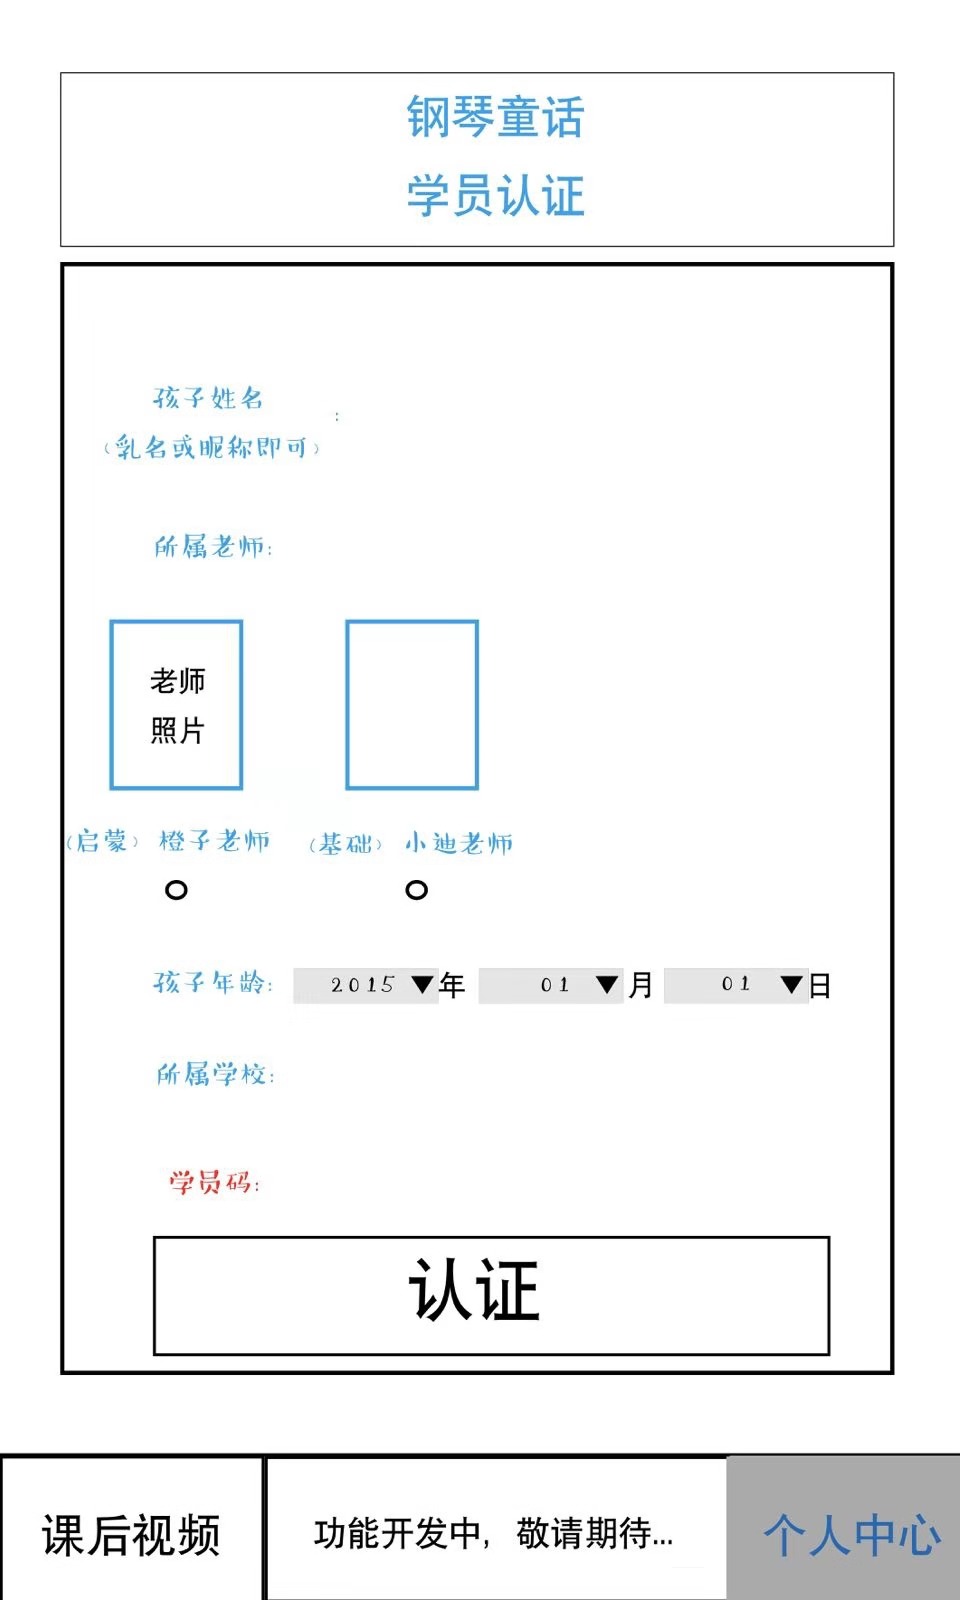 钢琴童话
学员认证
孩子姓名
:
（乳名或昵称即可）
所属老师:
老师
照片
（启蒙） 橙子老师 （基础） 小迪老师
孩子年龄: 2015 ▼年 01 ▼月 01 ▼日
所属学校:
学员码:
认证
课后视频 功能开发中，敬请期待... 个人中心